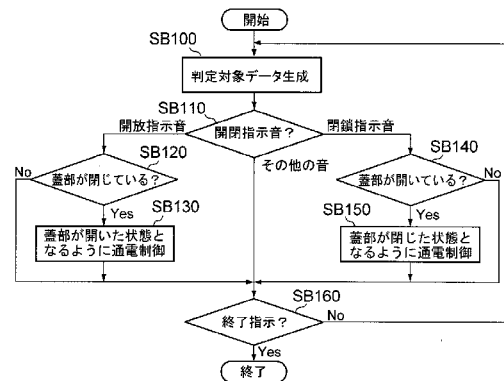 開始
SB100
判定対象データ生成
SB110
開閉指示音?
開放指示音
閉鎖指示音
その他の音
SB120
蓋部が閉じている?
No
Yes
SB140
蓋部が開いている?
No
Yes
SB130
蓋部が開いた状態と
なるように通電制御
SB150
蓋部が閉じた状態と
なるように通電制御
SB160
終了指示?
No
Yes
終了